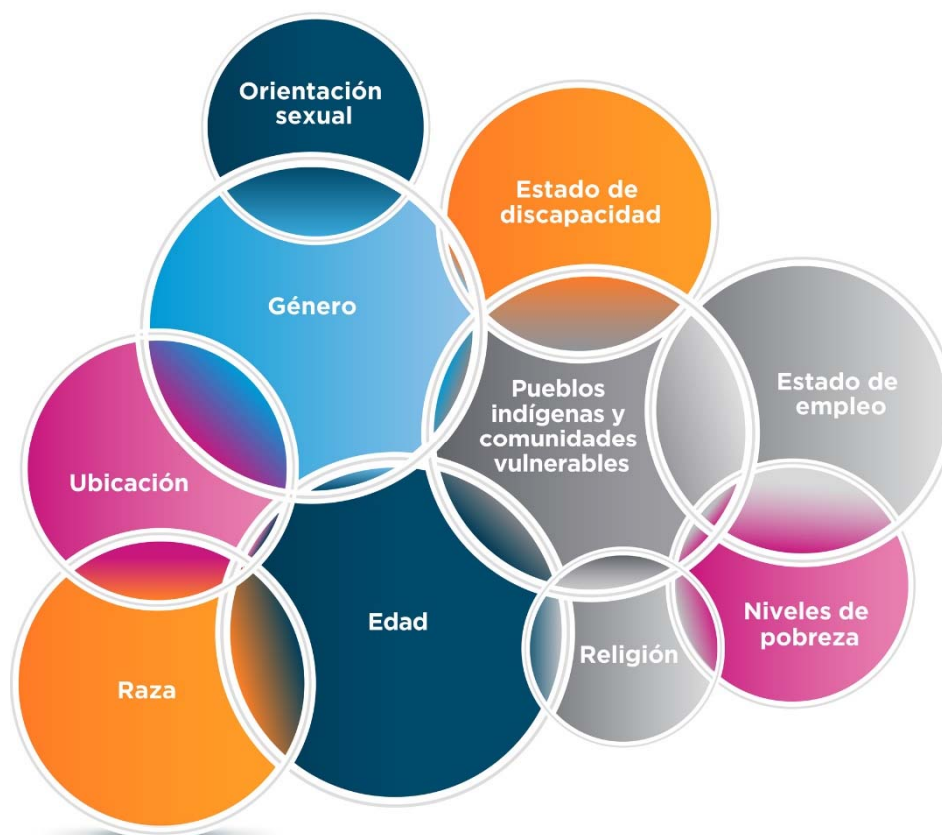 Orientación
sexual
Estado de
discapacidad
Género
Pueblos
indígenas y
comunidades
vulnerables
Estado de
empleo
Ubicación
Edad
Niveles de
pobreza
Religión
Raza